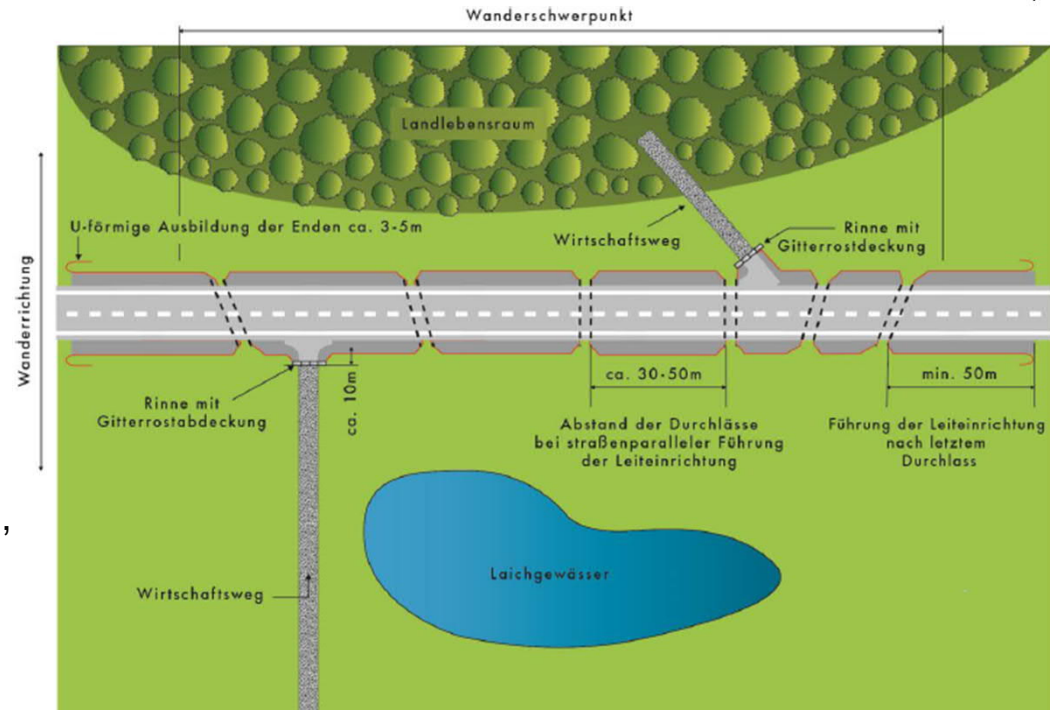 Wanderschwerpunkt
Landlebensraum
Wanderrichtung
U-förmige Ausbildung der Enden ca. 3-5m
Wirtschaftsweg
Rinne mit
Gitterrostdeckung
Rinne mit
Gitterrostabdeckung
ca. 10m
ca. 30-50m
Abstand der Durchlässe
bei straßenparalleler Führung
der Leiteinrichtung
min. 50m
Führung der Leiteinrichtung
nach letztem
Durchlass
,
Laichgewässer
Wirtschaftsweg